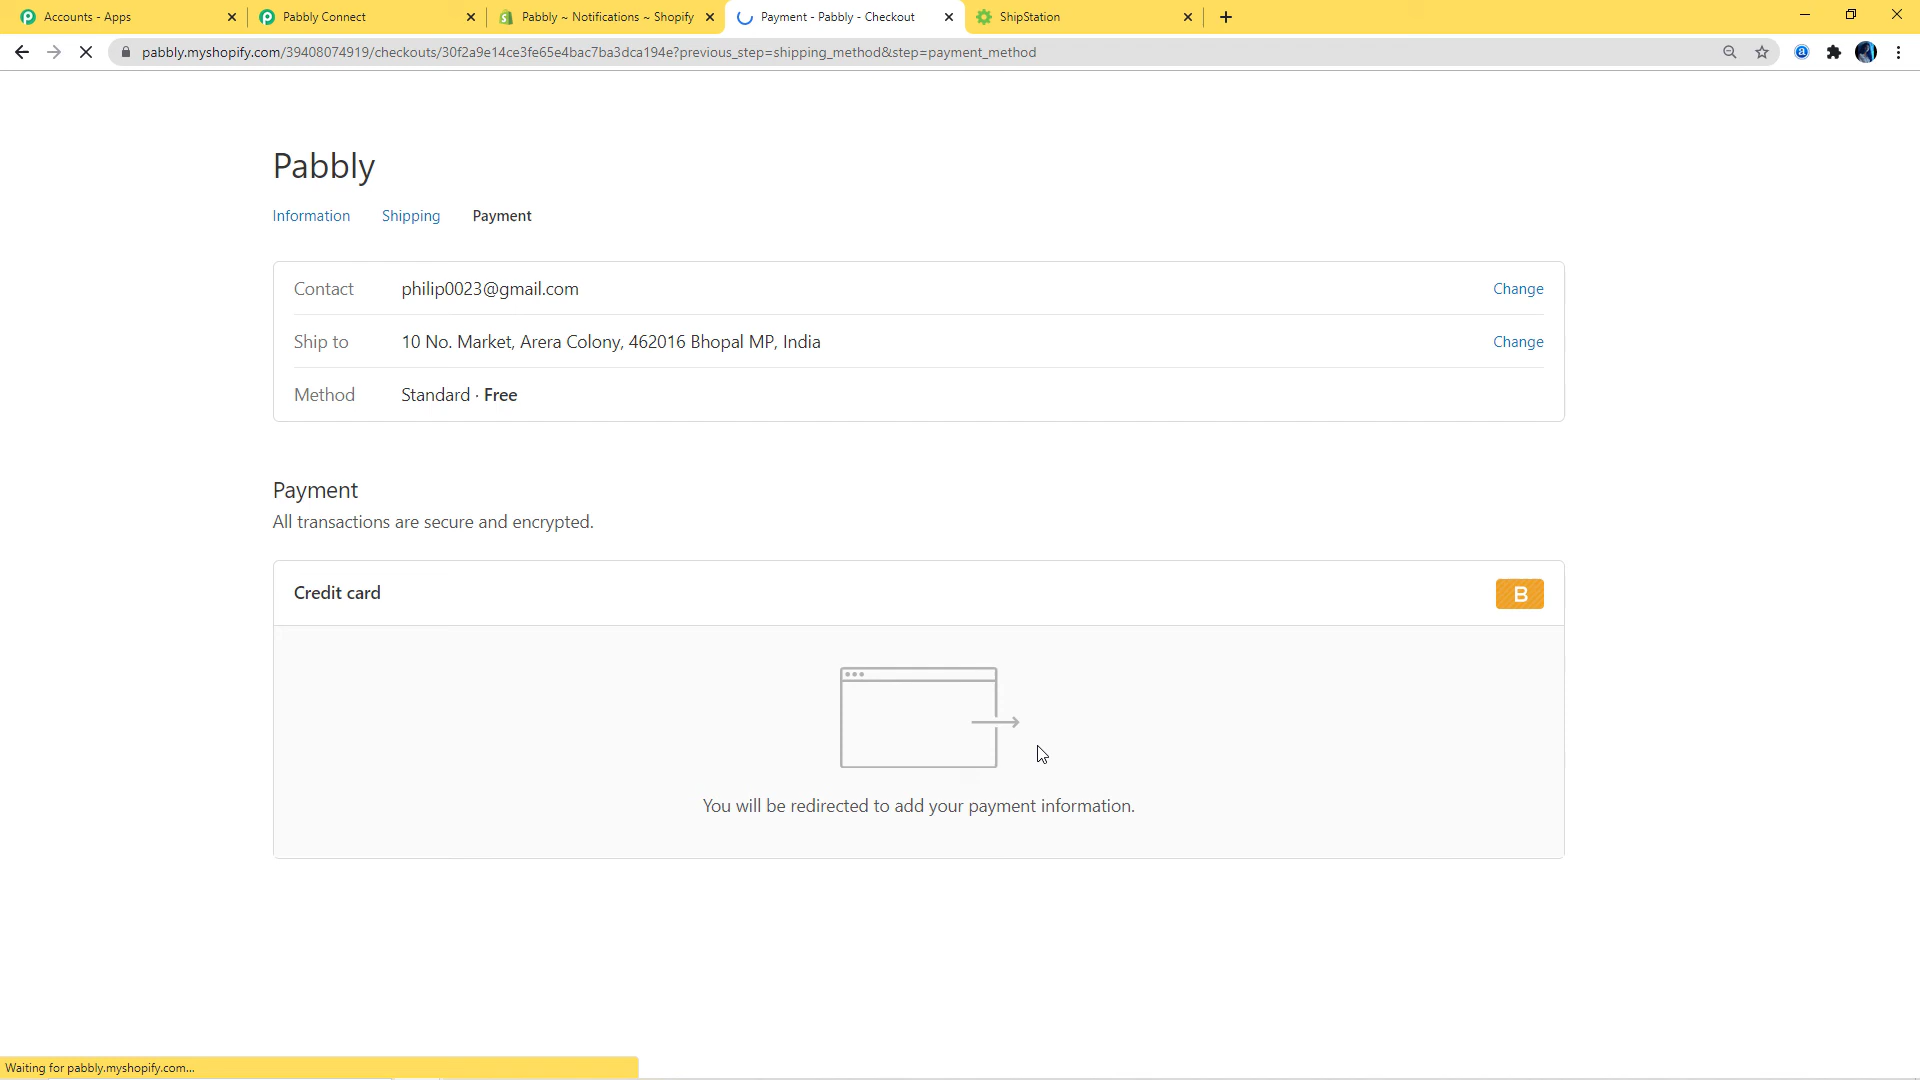 Accounts - Apps
Pabbly Connect
Pabbly ~ Notifications ~ Shopify
Payment - Pabbly - Checkout
ShipStation
pabbly.myshopify.com/39408074919/checkouts/30f2a9e14ce3fe65e4bac7ba3dca194e?previous_step=shipping_method&step=payment_method
Pabbly
Information Shipping Payment
Contact philip0023@gmail.com Change
Ship to 10 No. Market, Arera Colony, 462016 Bhopal MP, India Change
Method Standard · Free
Payment
All transactions are secure and encrypted.
Credit card B
You will be redirected to add your payment information.
Waiting for pabbly.myshopify.com...